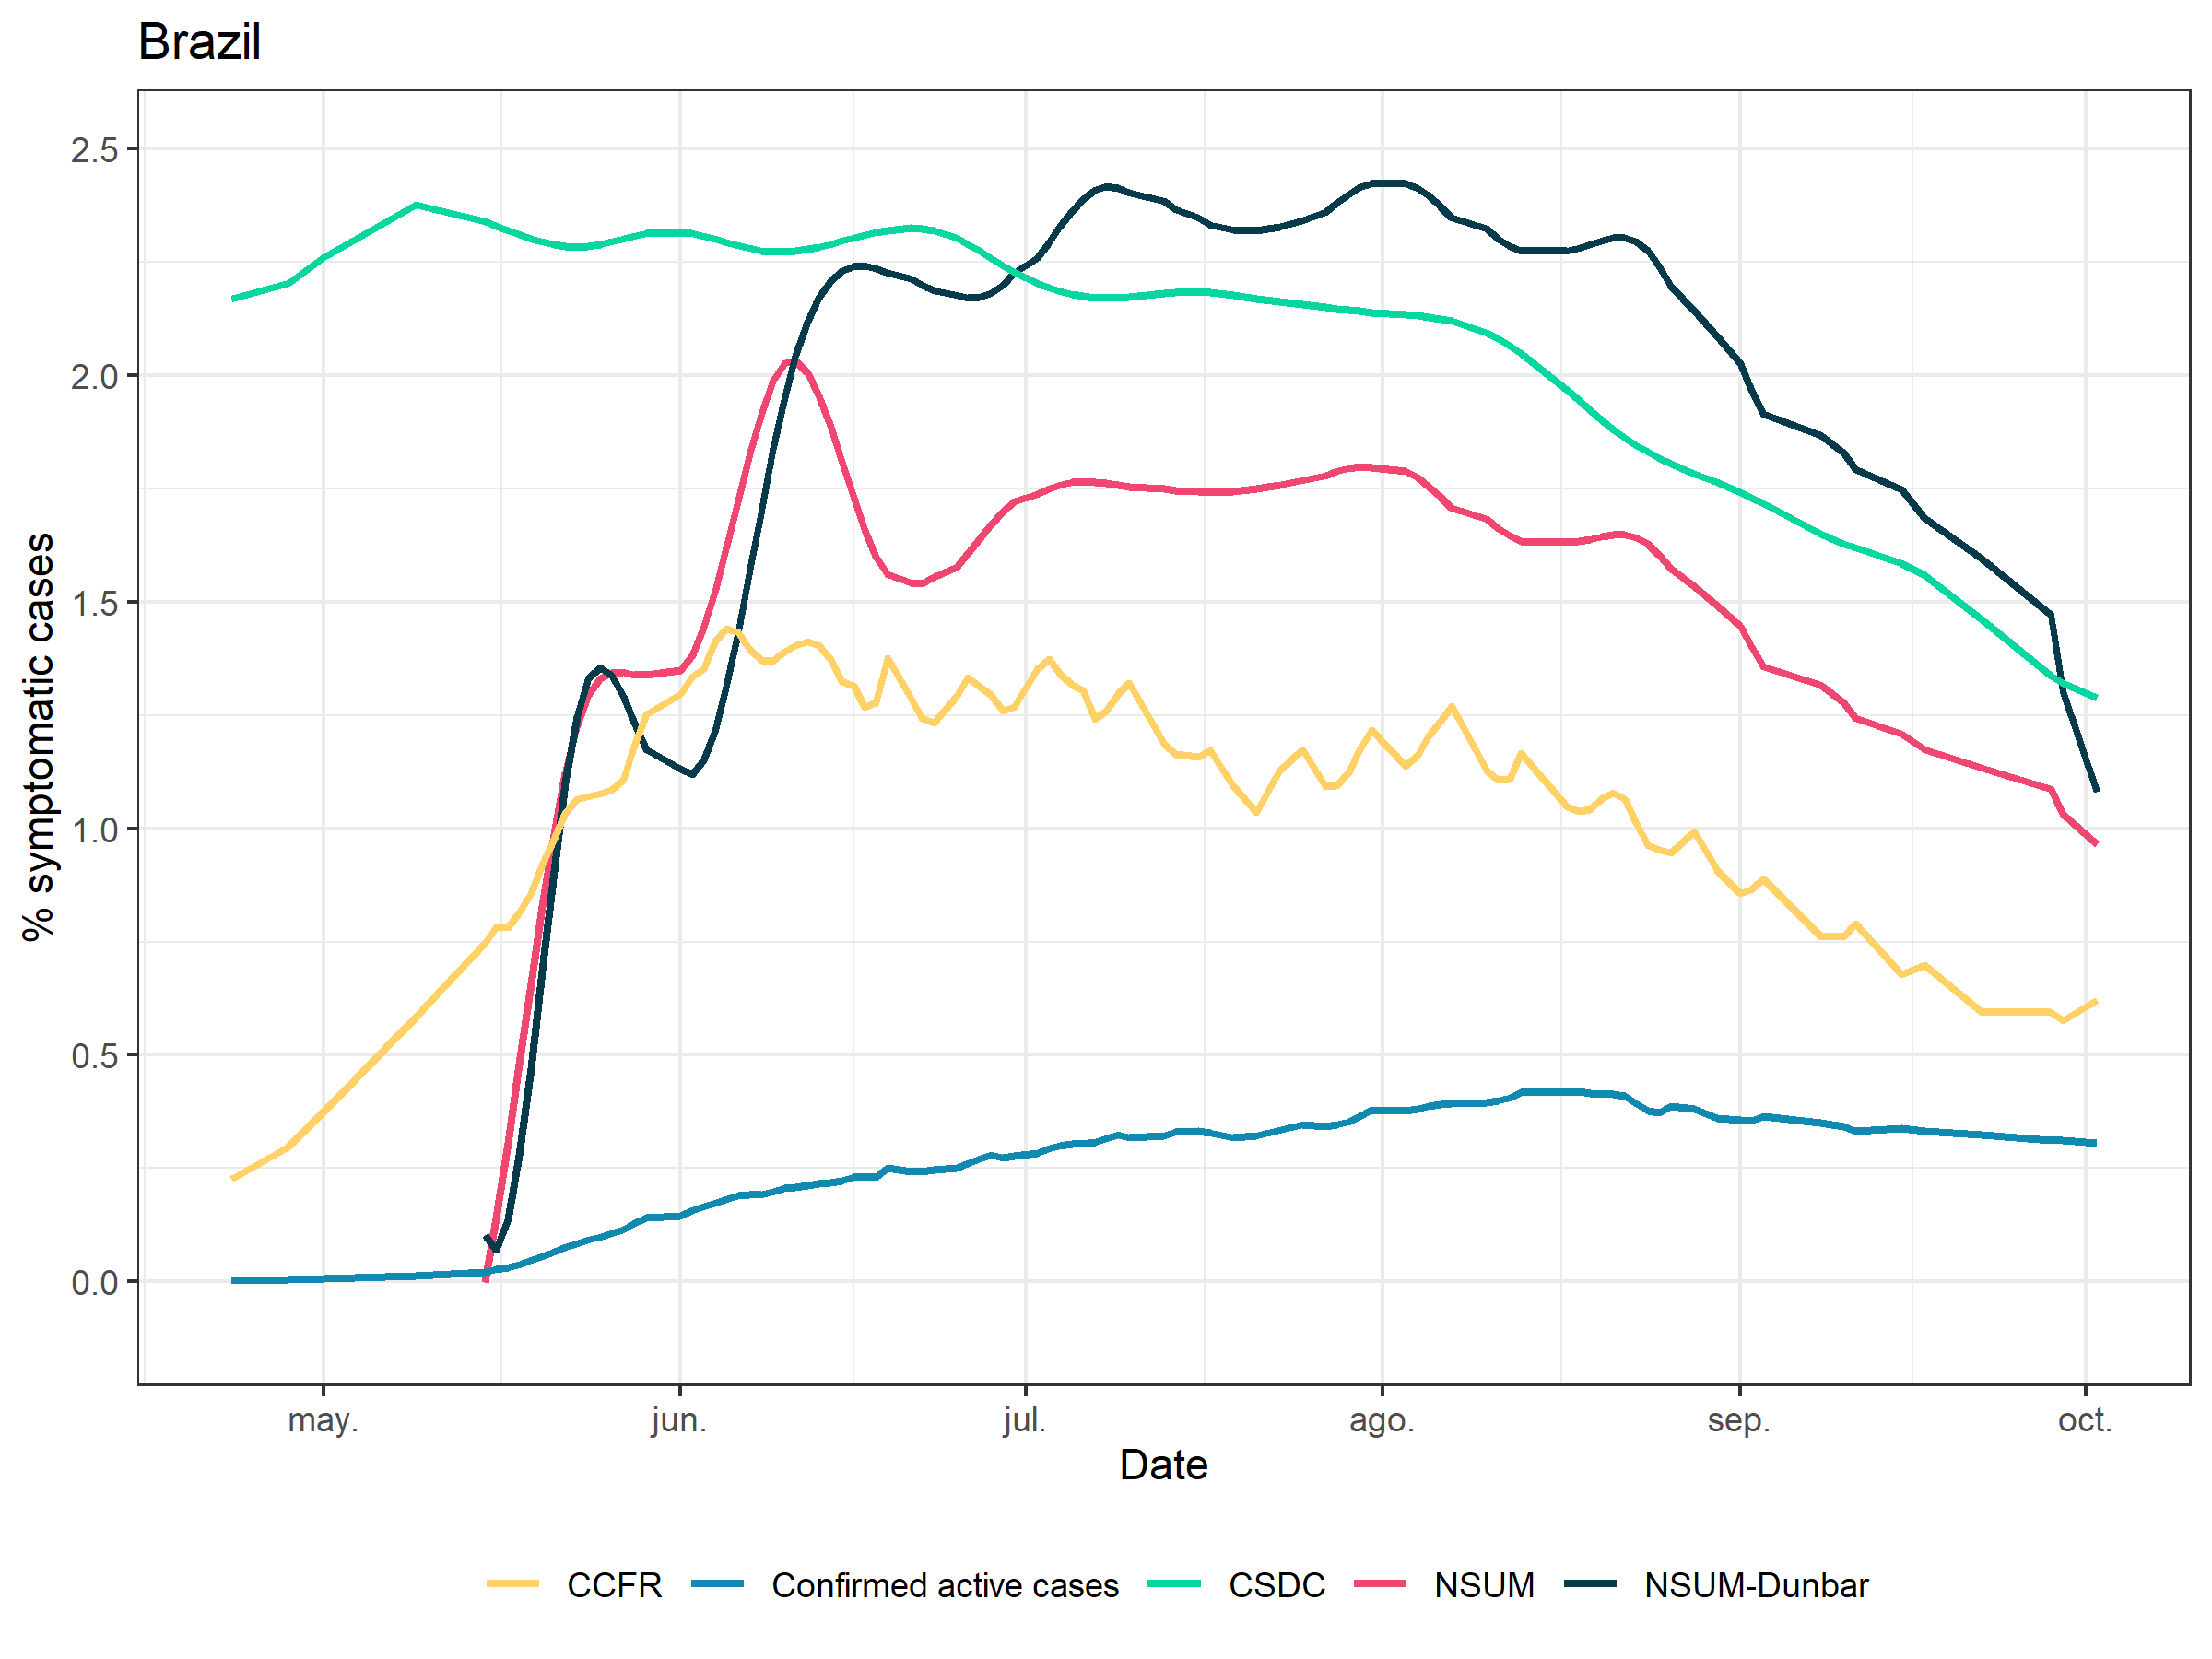 Brazil
2.5
2.0
1.5
1.0
0.5
0.0
% symptomatic cases
may. jun. jul. ago. sep. oct.
Date
CCFR Confirmed active cases CSDC NSUM NSUM-Dunbar